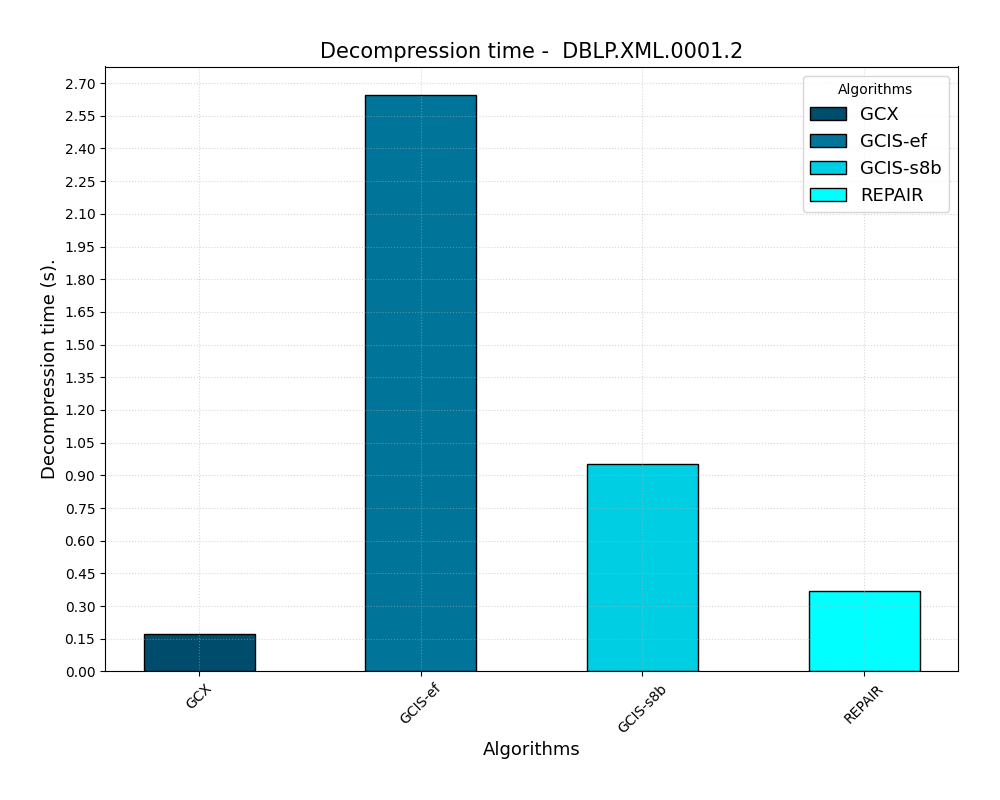 Decompression time -  DBLP.XML.0001.2
Algorithms
GCX
GCIS-ef
GCIS-s8b
REPAIR
Decompression time (s).
2.70
2.55
2.40
2.25
2.10
1.95
1.80
1.65
1.50
1.35
1.20
1.05
0.90
0.75
0.60
0.45
0.30
0.15
0.00
GCX
GCIS-ef
GCIS-s8b
REPAIR
Algorithms